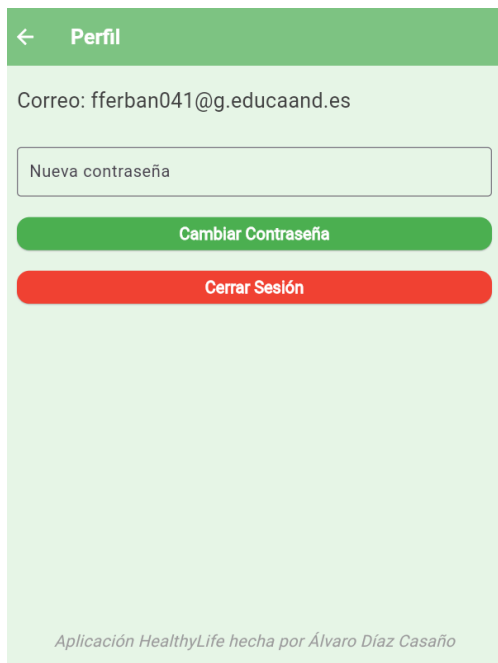 Perfil
Correo: fferban041@g.educaand.es
Nueva contraseña
Cambiar Contraseña
Cerrar Sesión
Aplicación HealthyLife hecha por Álvaro Díaz Casaño